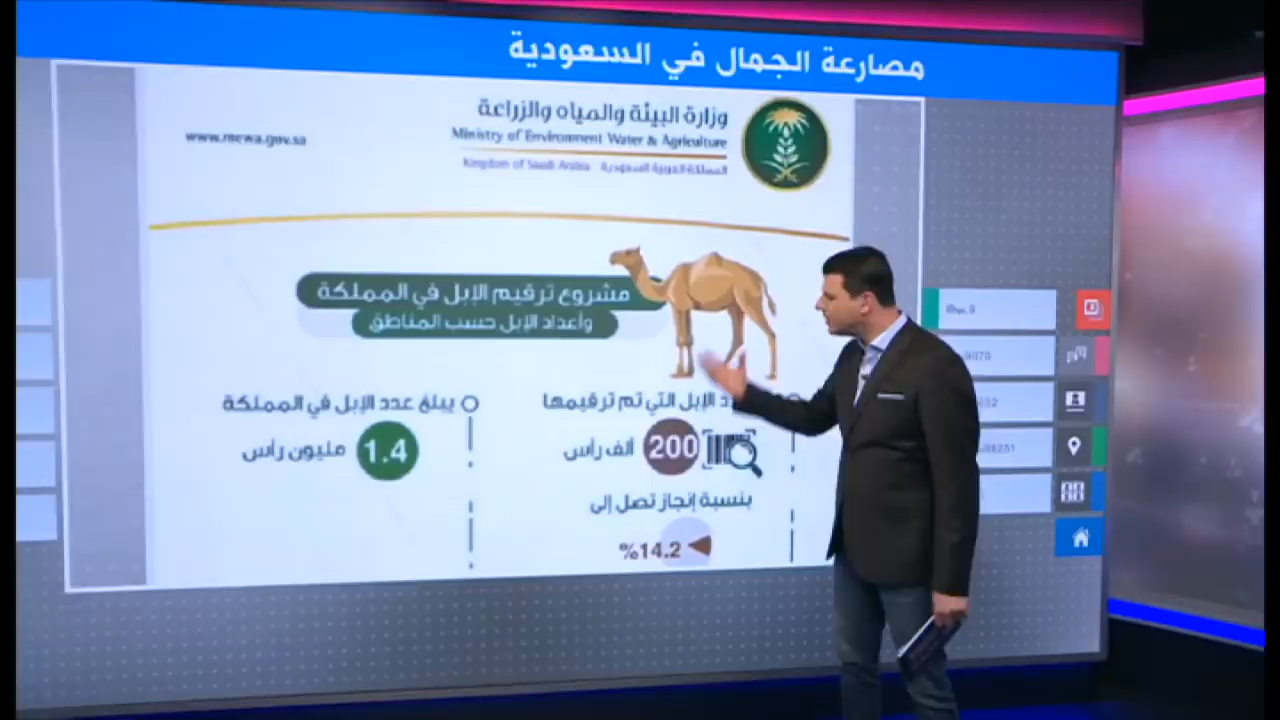 مصارعة الجمال في السعودية
وزارة البيئة والمياه والزراعة
Ministry of Environment Water & Agriculture
المملكة العربية السعودية Kingdom of Saudi Arabia
www.mewa.gov.sa
مشروع ترقيم الإبل في المملكة
وأعداد الإبل حسب المناطق
الإبل التي تم ترقيمها
200 ألف رأس
بنسبة إنجاز تصل إلى
%14.2
يبلغ عدد الإبل في المملكة
1.4 مليون رأس